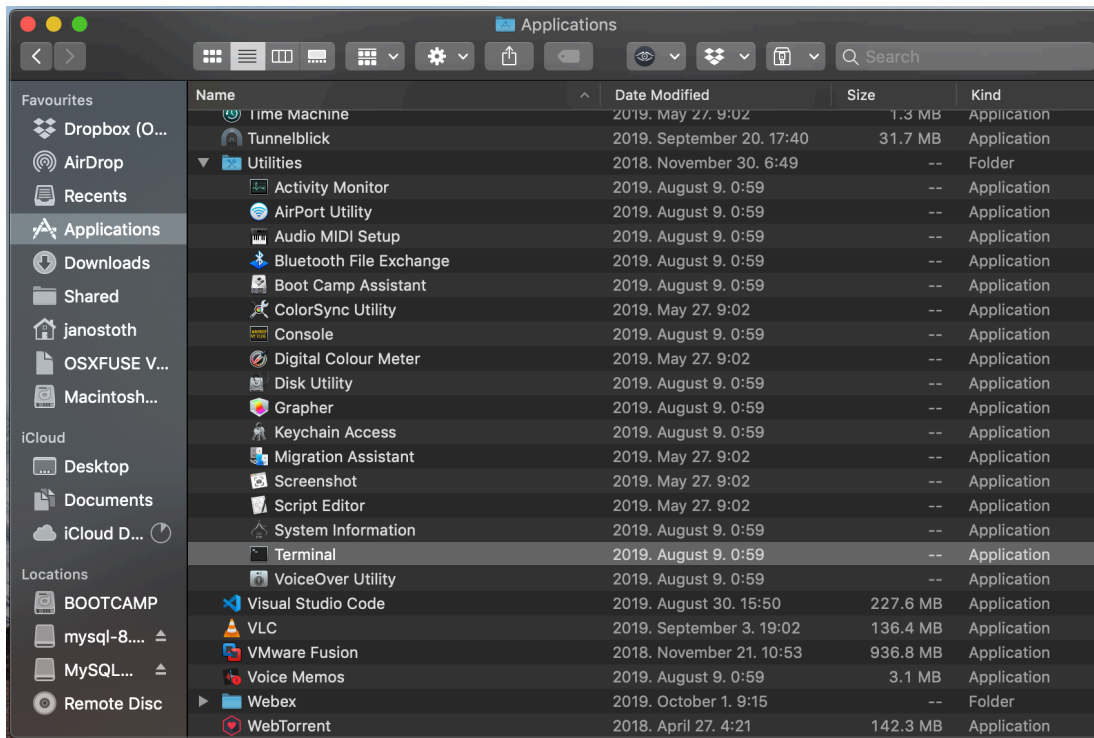 Applications
Search
Favourites
Dropbox (O...
AirDrop
Recents
Applications
Downloads
Shared
janostoth
OSXFUSE V...
Macintosh...
iCloud
Desktop
Documents
iCloud D...
Locations
BOOTCAMP
mysql-8....
MySQL...
Remote Disc
Name Date Modified Size Kind
Time Machine 2019. May 27. 9:02 1.3 MB Application
Tunnelblick 2019. September 20. 17:40 31.7 MB Application
Utilities 2018. November 30. 6:49 -- Folder
Activity Monitor 2019. August 9. 0:59 -- Application
AirPort Utility 2019. August 9. 0:59 -- Application
Audio MIDI Setup 2019. August 9. 0:59 -- Application
Bluetooth File Exchange 2019. August 9. 0:59 -- Application
Boot Camp Assistant 2019. August 9. 0:59 -- Application
ColorSync Utility 2019. May 27. 9:02 -- Application
Console 2019. August 9. 0:59 -- Application
Digital Colour Meter 2019. May 27. 9:02 -- Application
Disk Utility 2019. August 9. 0:59 -- Application
Grapher 2019. August 9. 0:59 -- Application
Keychain Access 2019. August 9. 0:59 -- Application
Migration Assistant 2019. May 27. 9:02 -- Application
Screenshot 2019. May 27. 9:02 -- Application
Script Editor 2019. May 27. 9:02 -- Application
System Information 2019. August 9. 0:59 -- Application
Terminal 2019. August 9. 0:59 -- Application
VoiceOver Utility 2019. August 9. 0:59 -- Application
Visual Studio Code 2019. August 30. 15:50 227.6 MB Application
VLC 2019. September 3. 19:02 136.4 MB Application
VMware Fusion 2018. November 21. 10:53 936.8 MB Application
Voice Memos 2019. August 9. 0:59 3.1 MB Application
Webex 2019. October 1. 9:15 -- Folder
WebTorrent 2018. April 27. 4:21 142.3 MB Application